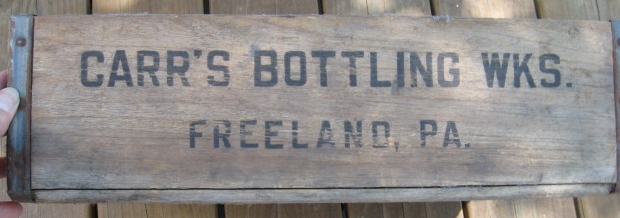 CARR'S BOTTLING WKS.
FREELAND, PA.